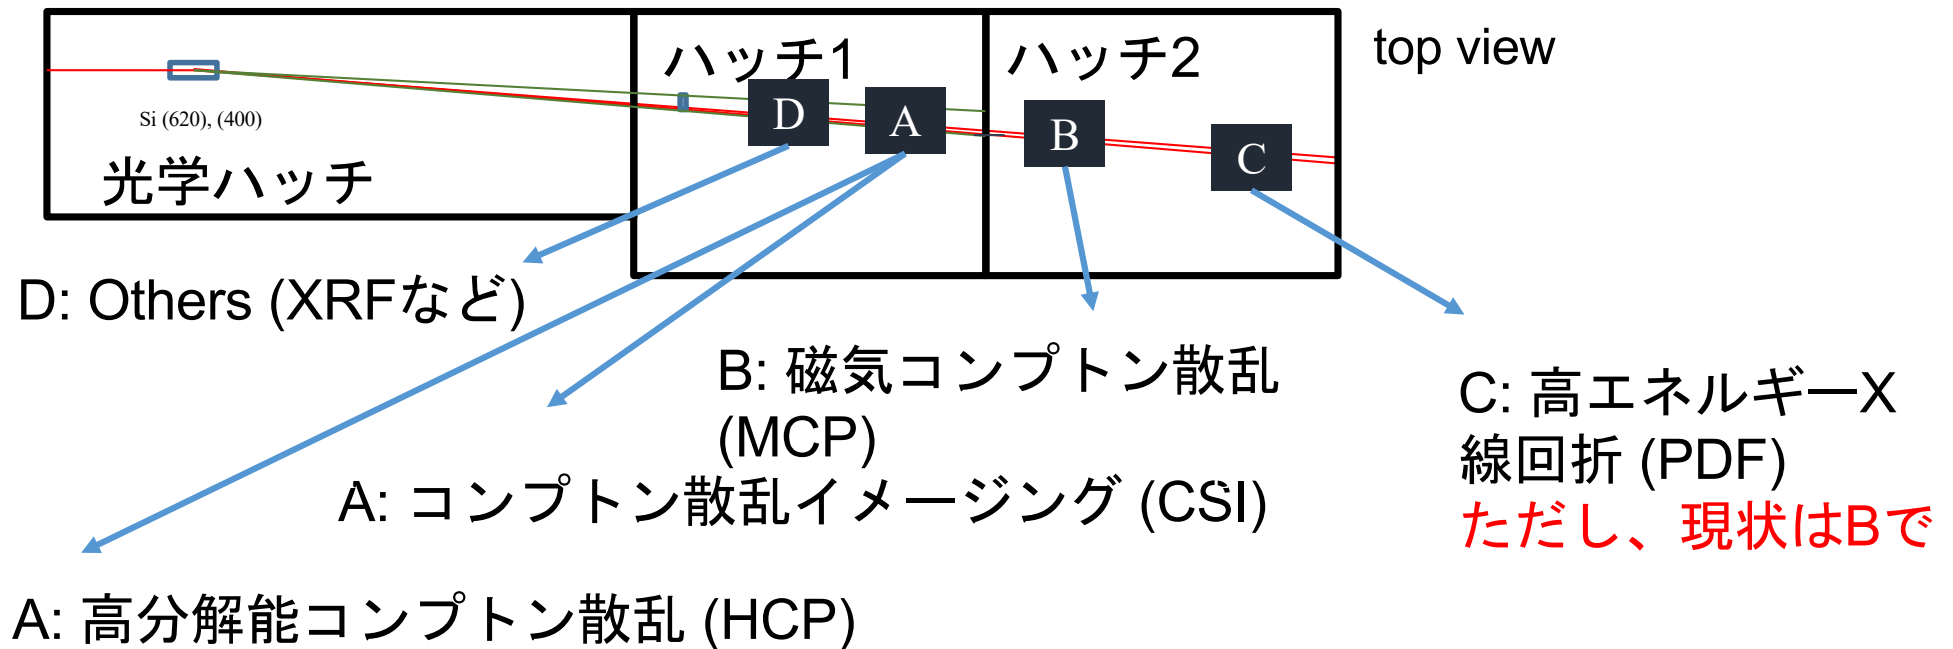 ハッチ1
ハッチ2
top view
D
A
B
C
Si (620), (400)
光学ハッチ
D: Others (XRFなど)
B: 磁気コンプトン散乱
(MCP)
C: 高エネルギーX
線回折 (PDF)
ただし、現状はBで
A: コンプトン散乱イメージング (CSI)
A: 高分解能コンプトン散乱 (HCP)